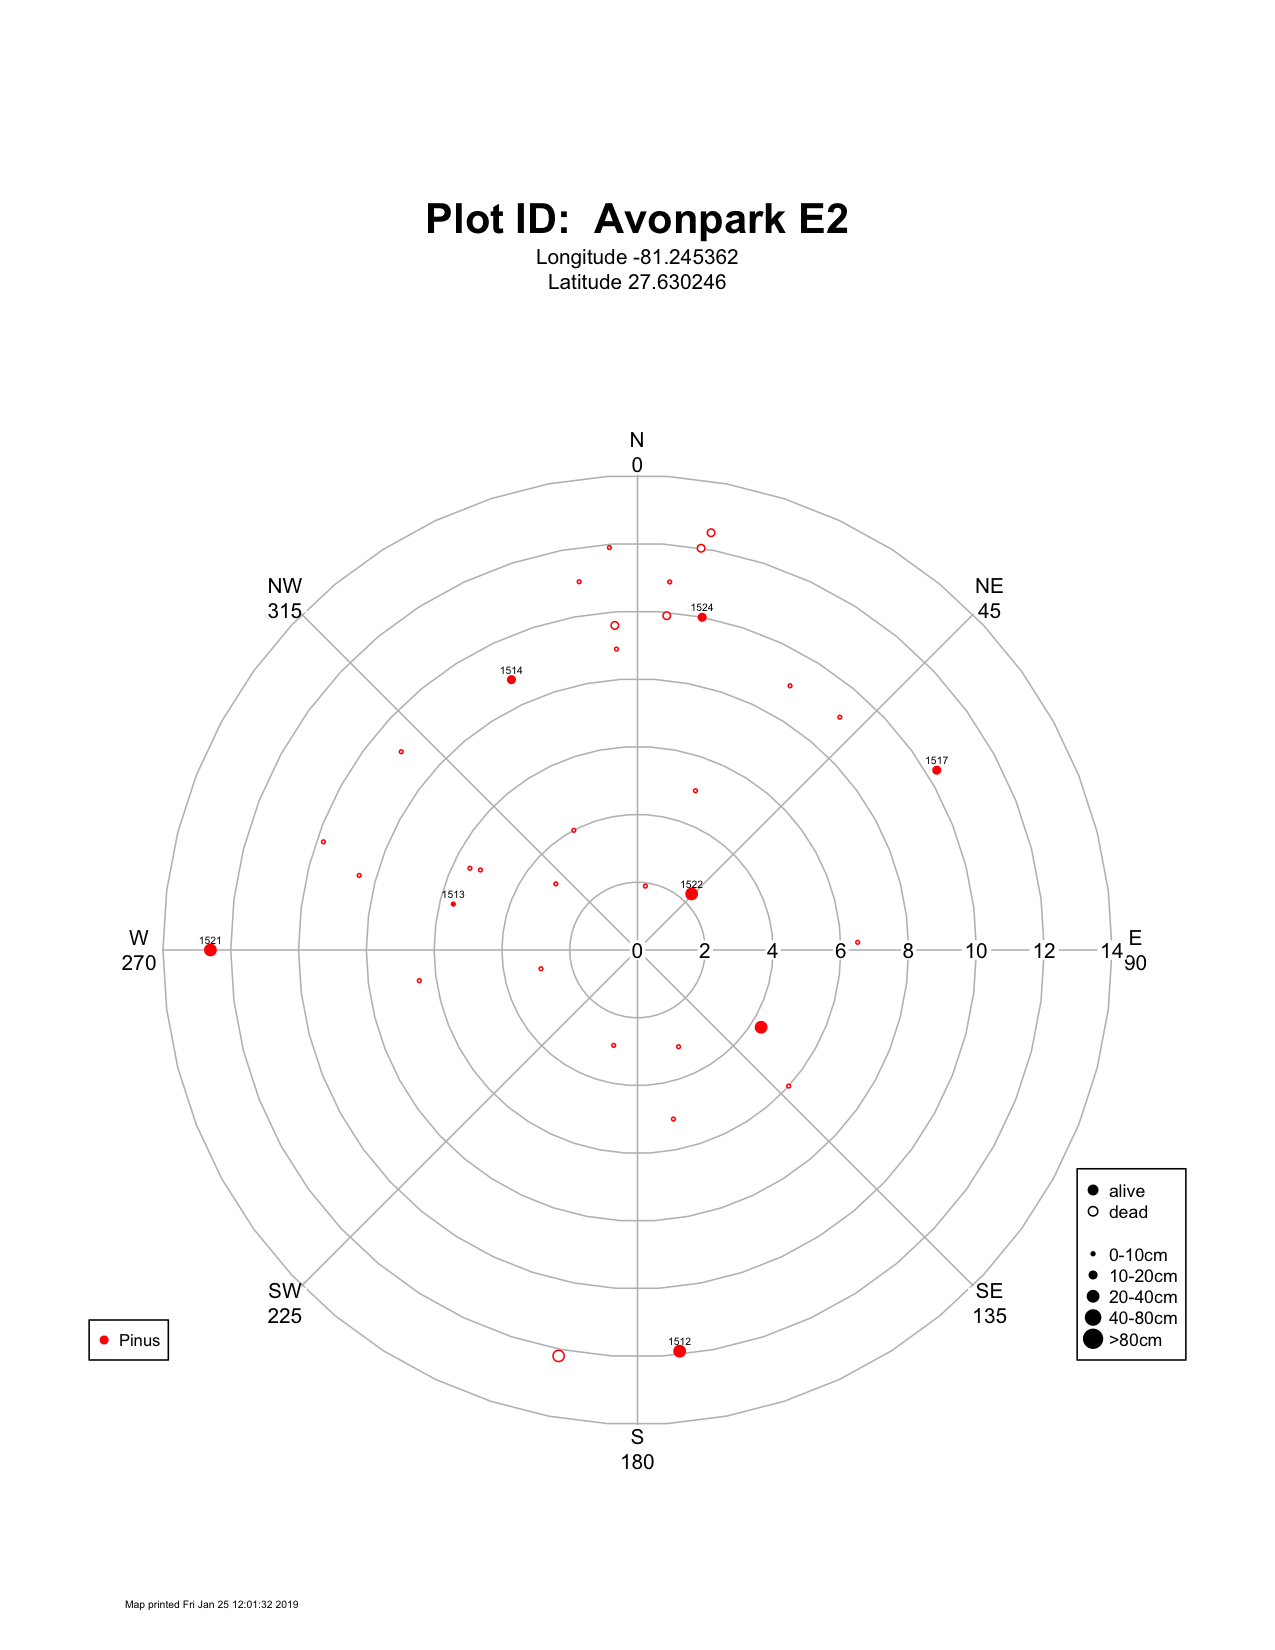 Plot ID:  Avonpark E2
Longitude -81.245362
Latitude 27.630246
N
0
NW
315
NE
45
1524
1514
1517
1522
1513
1521
W
270
0 2 4 6 8 10 12 14
E
90
alive
dead
0-10cm
10-20cm
20-40cm
40-80cm
>80cm
SW
225
SE
135
Pinus
1512
S
180
Map printed Fri Jan 25 12:01:32 2019